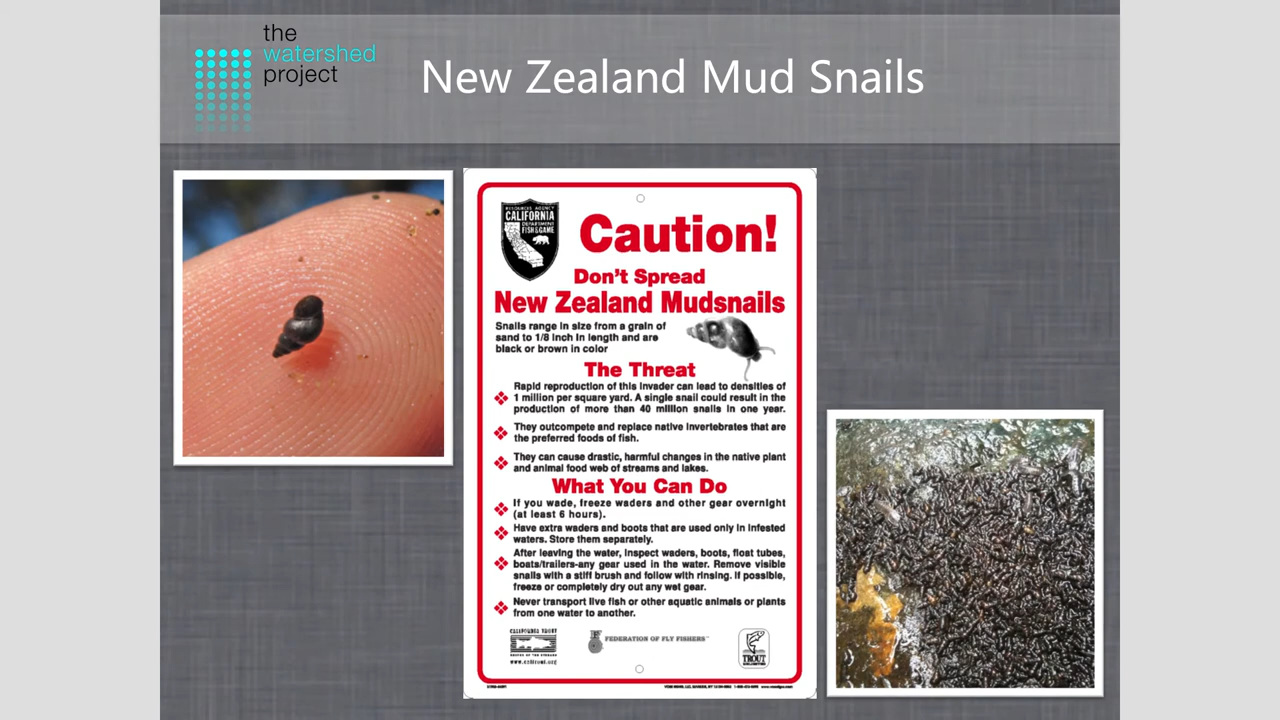 the
watershed
project
New Zealand Mud Snails
RESOURCES AGENCY
CALIFORNIA
DEPARTMENT
FISH&GAME
Caution!
Don't Spread
New Zealand Mudsnails
Snails range in size from a grain of
sand to 1/8 inch in length and are
black or brown in color
The Threat
Rapid reproduction of this invader can lead to densities of
1 million per square yard. A single snail could result in the
production of more than 40 million snails in one year.
They outcompete and replace native invertebrates that are
the preferred foods of fish.
They can cause drastic, harmful changes in the native plant
and animal food web of streams and lakes.
What You Can Do
If you wade, freeze waders and other gear overnight
(at least 6 hours).
Have extra waders and boots that are used only in infested
waters. Store them separately.
After leaving the water, inspect waders, boots, float tubes,
boats/trailers-any gear used in the water. Remove visible
snails with a stiff brush and follow with rinsing. If possible,
freeze or completely dry out any wet gear.
Never transport live fish or other aquatic animals or plants
from one water to another.
CALIFORNIA TROUT
www.caltrout.org
FEDERATION OF FLY FISHERS
TROUT
UNLIMITED